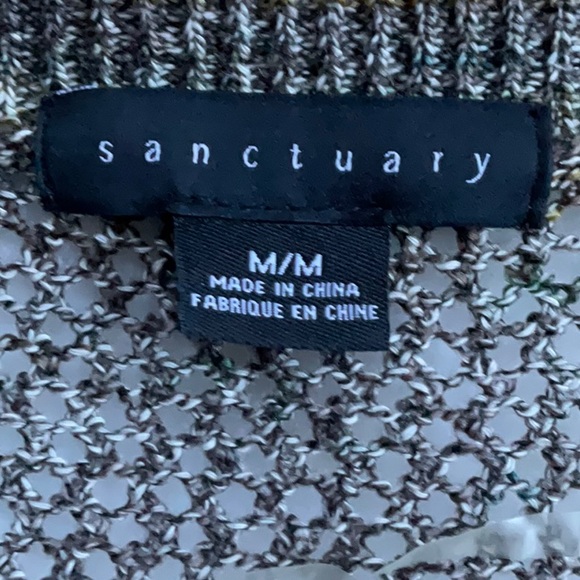 sanctuary
M/M
MADE IN CHINA
FABRIQUE EN CHINE